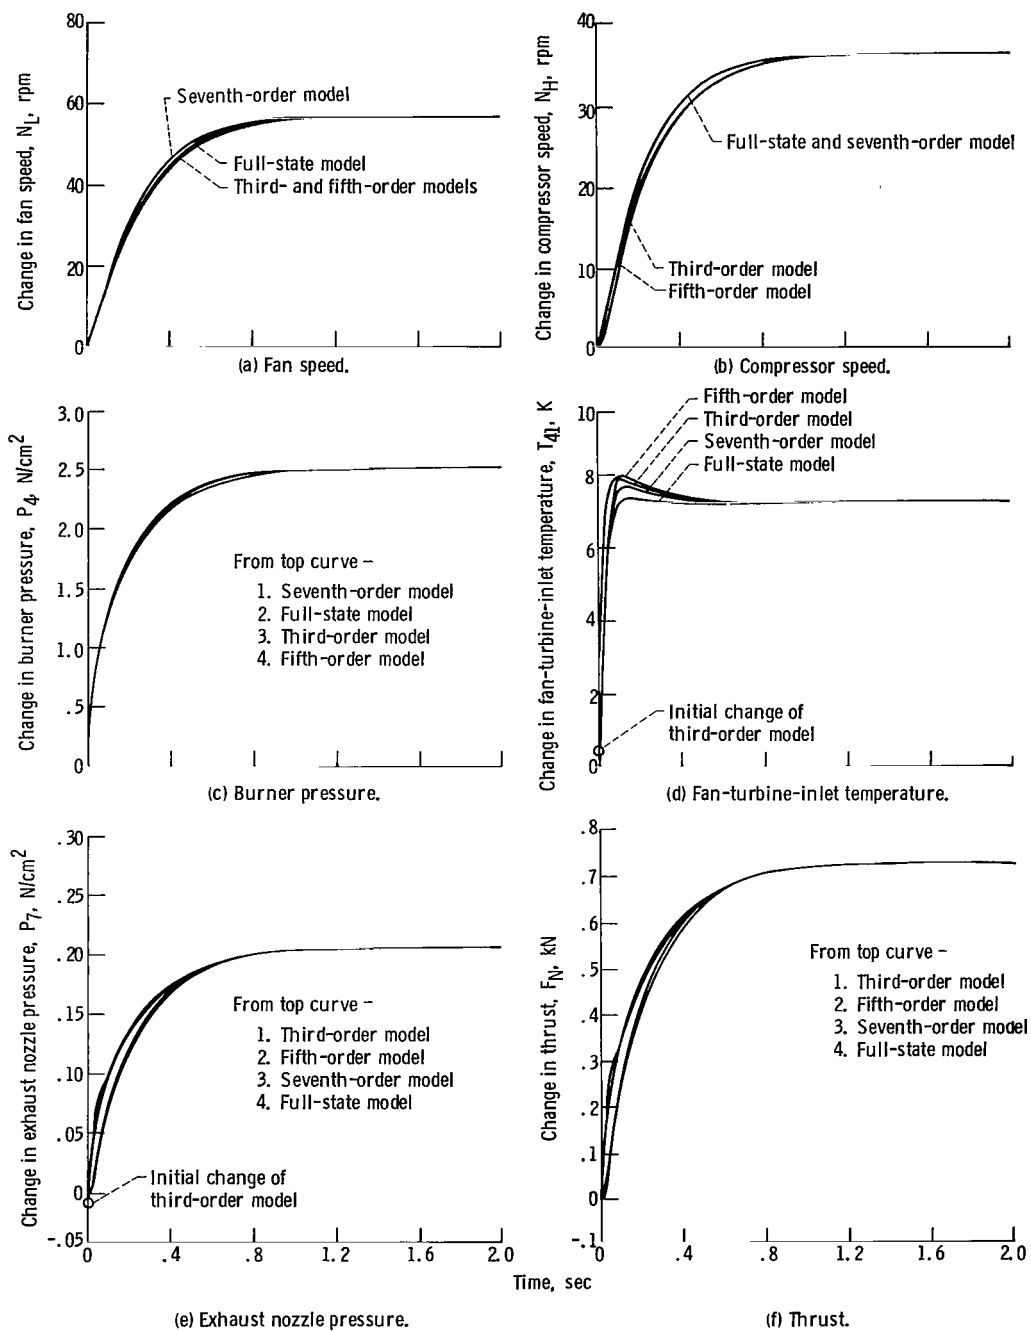 Change in fan speed, N_L, rpm
80
60
40
20
0
Seventh-order model
Full-state model
Third- and fifth-order models
(a) Fan speed.
Change in compressor speed, N_H, rpm
40
30
20
10
0
Full-state and seventh-order model
Third-order model
Fifth-order model
(b) Compressor speed.
Change in burner pressure, P_4, N/cm²
3.0
2.5
2.0
1.5
1.0
.5
0
From top curve –
1. Seventh-order model
2. Full-state model
3. Third-order model
4. Fifth-order model
(c) Burner pressure.
Change in fan-turbine-inlet temperature, T_41, K
10
8
6
4
2
0
Fifth-order model
Third-order model
Seventh-order model
Full-state model
Initial change of
third-order model
(d) Fan-turbine-inlet temperature.
Change in exhaust nozzle pressure, P_7, N/cm²
.30
.25
.20
.15
.10
.05
0
-.05
From top curve –
1. Third-order model
2. Fifth-order model
3. Seventh-order model
4. Full-state model
Initial change of
third-order model
0 .4 .8 1.2 1.6 2.0
Change in thrust, F_N, kN
.8
.7
.6
.5
.4
.3
.2
.1
0
-.1
From top curve –
1. Third-order model
2. Fifth-order model
3. Seventh-order model
4. Full-state model
0 .4 .8 1.2 1.6 2.0
Time, sec
(e) Exhaust nozzle pressure.
(f) Thrust.